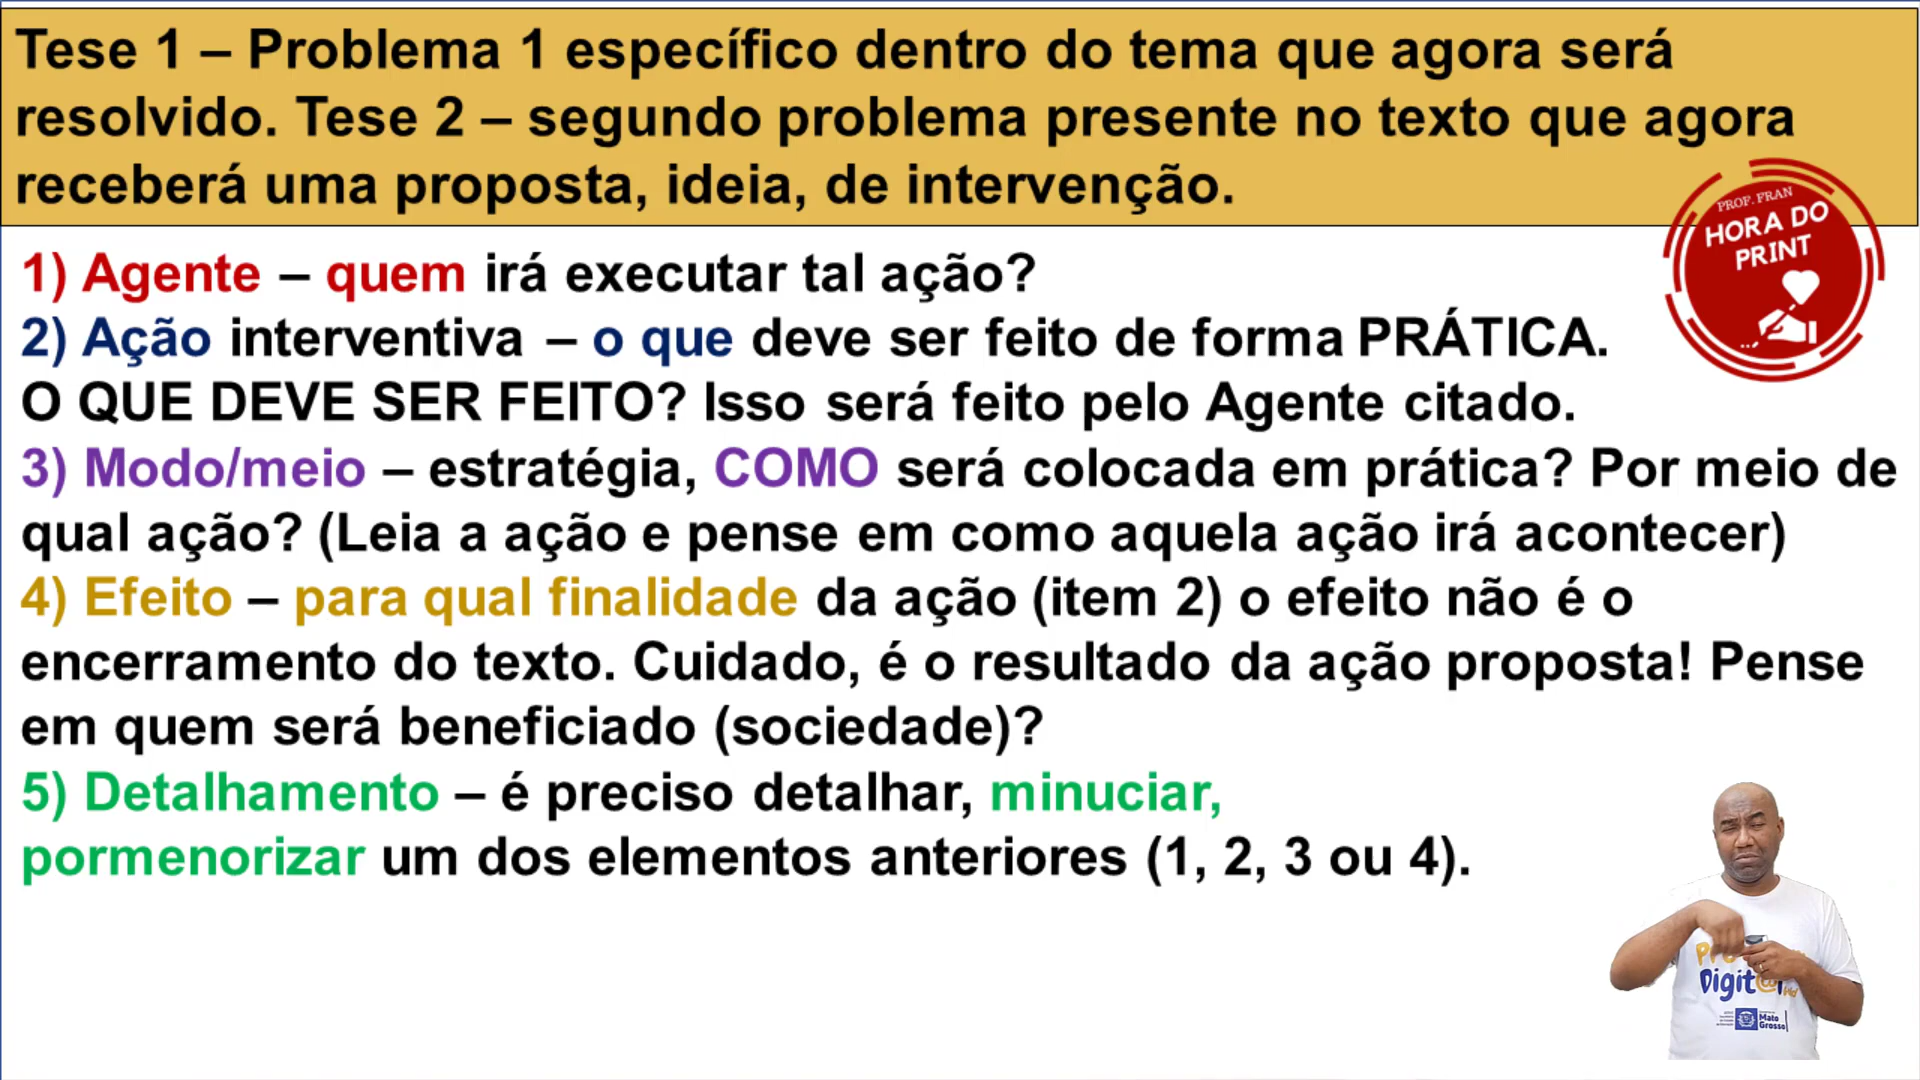 Tese 1 – Problema 1 específico dentro do tema que agora será
resolvido. Tese 2 – segundo problema presente no texto que agora
receberá uma proposta, ideia, de intervenção.
PROF. FRAN
HORA DO
PRINT
1) Agente – quem irá executar tal ação?
2) Ação interventiva – o que deve ser feito de forma PRÁTICA.
O QUE DEVE SER FEITO? Isso será feito pelo Agente citado.
3) Modo/meio – estratégia, COMO será colocada em prática? Por meio de
qual ação? (Leia a ação e pense em como aquela ação irá acontecer)
4) Efeito – para qual finalidade da ação (item 2) o efeito não é o
encerramento do texto. Cuidado, é o resultado da ação proposta! Pense
em quem será beneficiado (sociedade)?
5) Detalhamento – é preciso detalhar, minuciar,
pormenorizar um dos elementos anteriores (1, 2, 3 ou 4).
Mato
Grosso